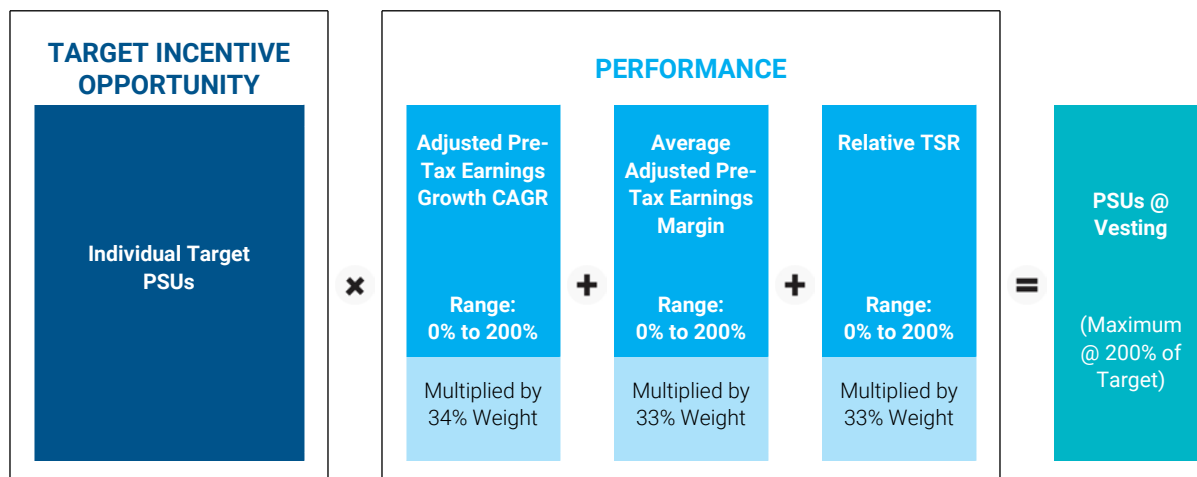 TARGET INCENTIVE
OPPORTUNITY
Individual Target
PSUs
×
PERFORMANCE
Adjusted Pre-
Tax Earnings
Growth CAGR
Range:
0% to 200%
Multiplied by
34% Weight
+
Average
Adjusted Pre-
Tax Earnings
Margin
Range:
0% to 200%
Multiplied by
33% Weight
+
Relative TSR
Range:
0% to 200%
Multiplied by
33% Weight
=
PSUs @
Vesting
(Maximum
@ 200% of
Target)